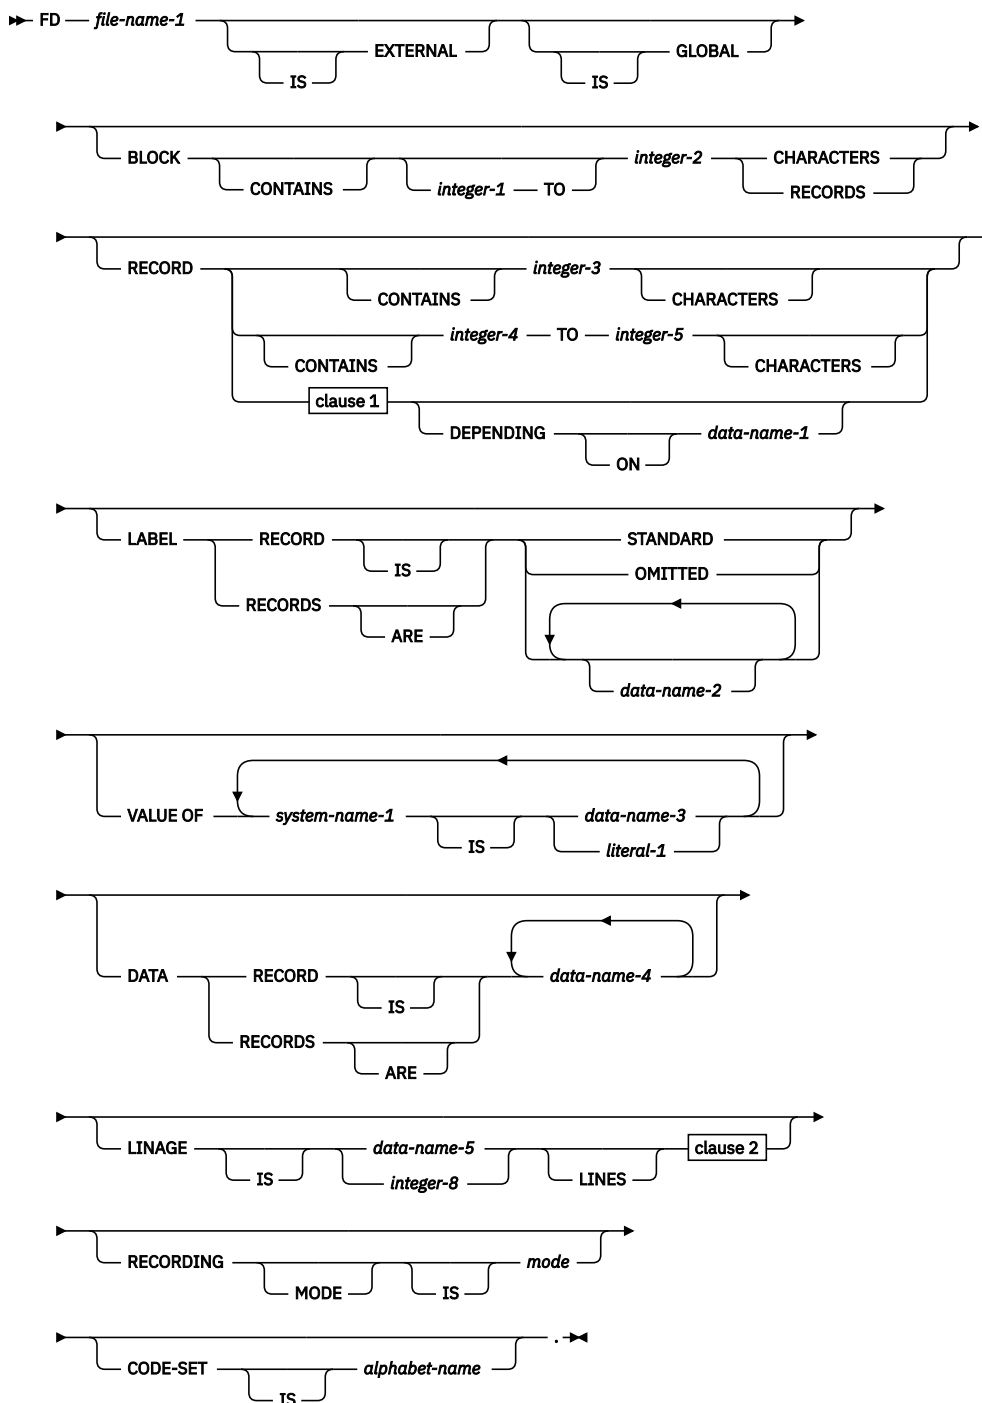 FD file-name-1
EXTERNAL GLOBAL
IS IS
BLOCK integer-2 CHARACTERS
CONTAINS integer-1 TO RECORDS
RECORD integer-3
CONTAINS CHARACTERS
integer-4 TO integer-5
CONTAINS CHARACTERS
clause 1
DEPENDING data-name-1
ON
LABEL RECORD STANDARD
IS OMITTED
RECORDS
ARE
data-name-2
VALUE OF system-name-1 data-name-3
IS literal-1
DATA RECORD data-name-4
IS
RECORDS
ARE
LINAGE data-name-5 clause 2
IS integer-8 LINES
RECORDING mode
MODE IS
.
CODE-SET alphabet-name
IS